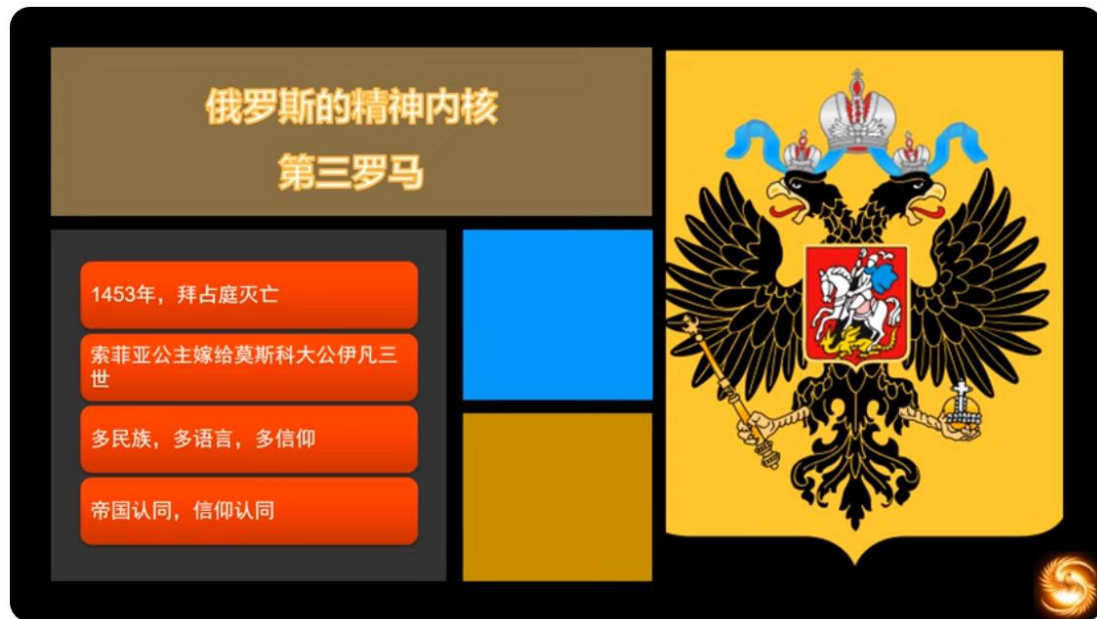 俄罗斯的精神内核
第三罗马
1453年，拜占庭灭亡
索菲亚公主嫁给莫斯科大公伊凡三
世
多民族，多语言，多信仰
帝国认同，信仰认同